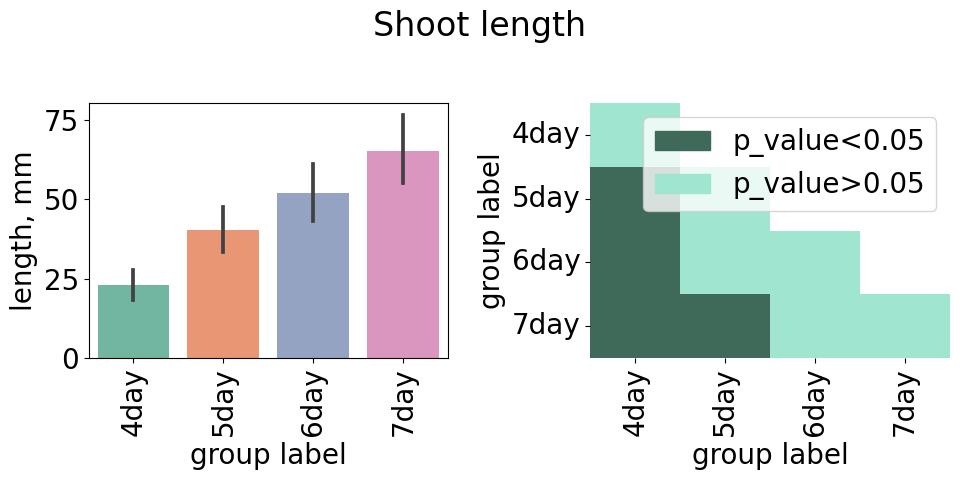 Shoot length
length, mm
75
50
25
0
4day
5day
6day
7day
group label
group label
4day
5day
6day
7day
p_value<0.05
p_value>0.05
4day
5day
6day
7day
group label